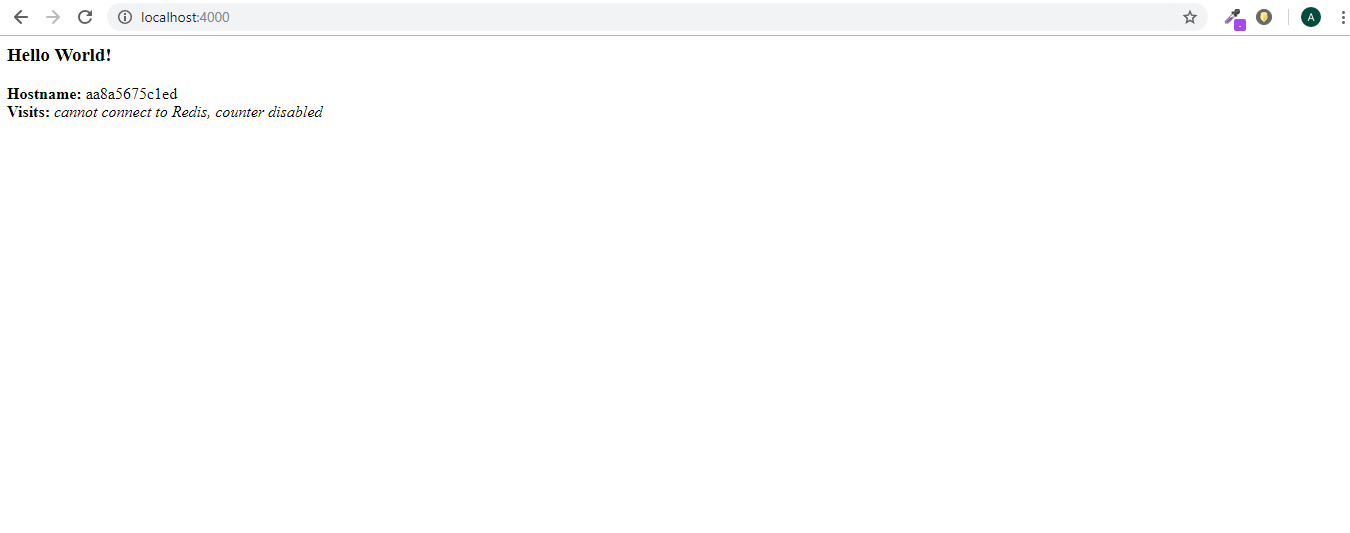 localhost:4000
A
Hello World!
Hostname: aa8a5675c1ed
Visits: cannot connect to Redis, counter disabled